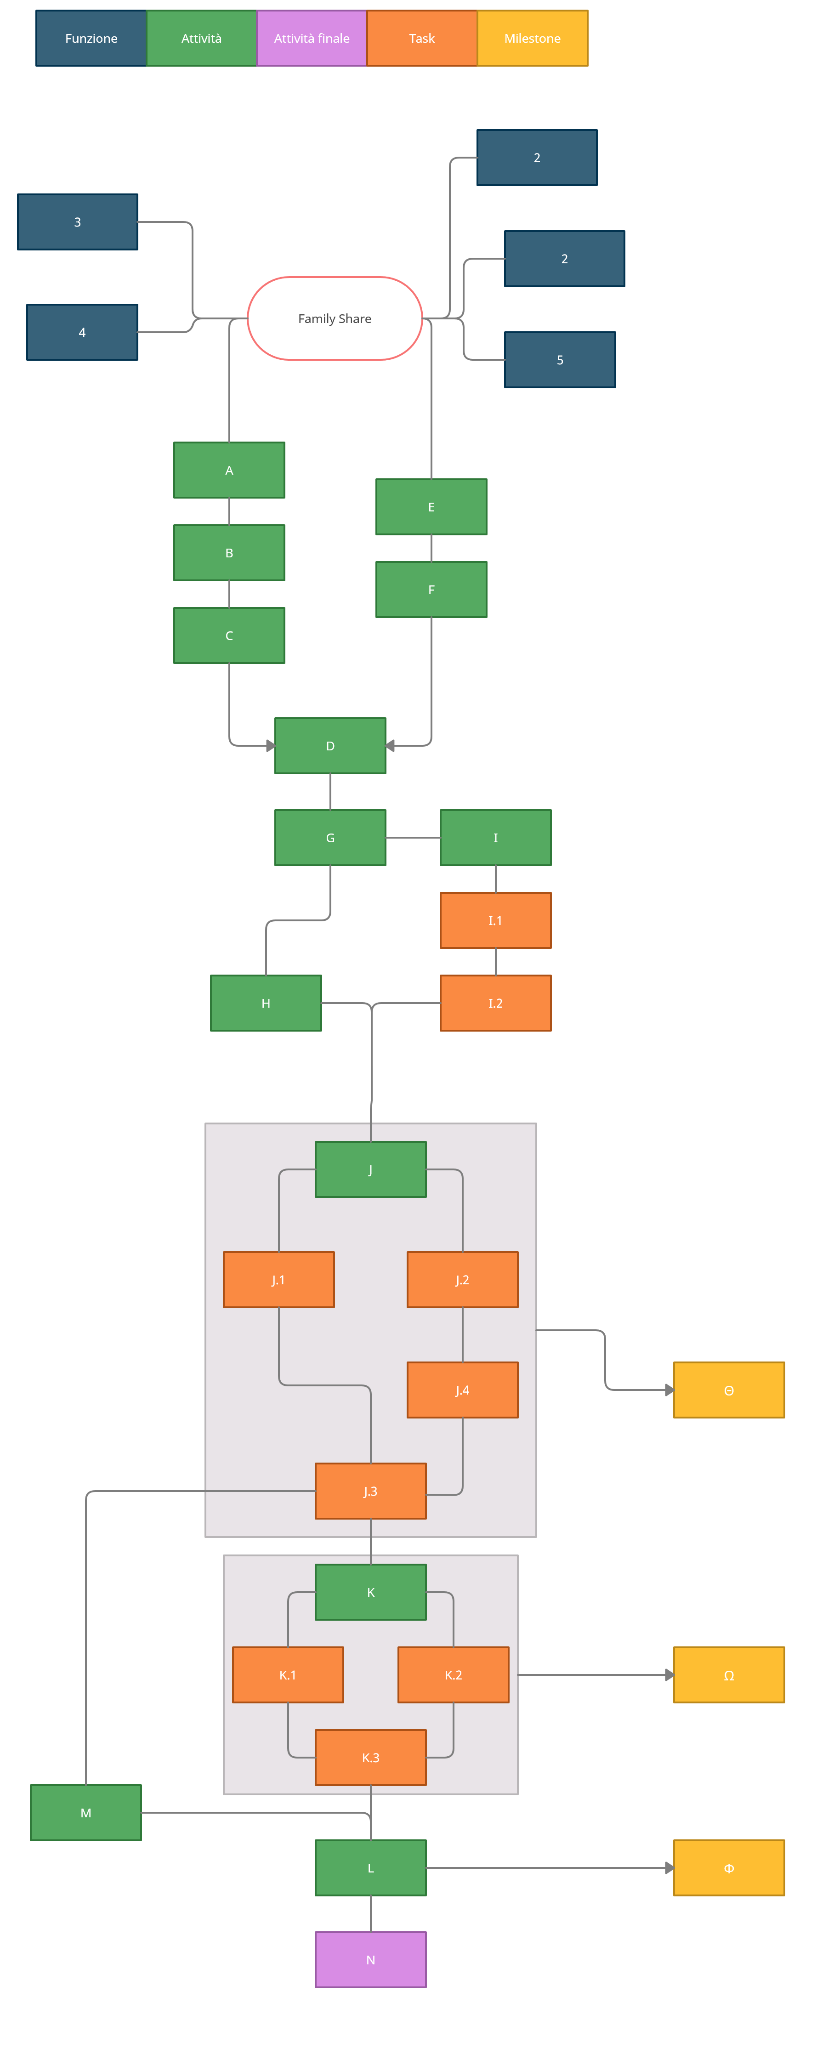 Funzione
Attività
Attività finale
Task
Milestone
2
3
2
Family Share
4
5
A
E
B
F
C
D
G
I
I.1
H
I.2
J
J.1
J.2
J.4
Θ
J.3
K
K.1
K.2
Ω
K.3
M
L
Φ
N